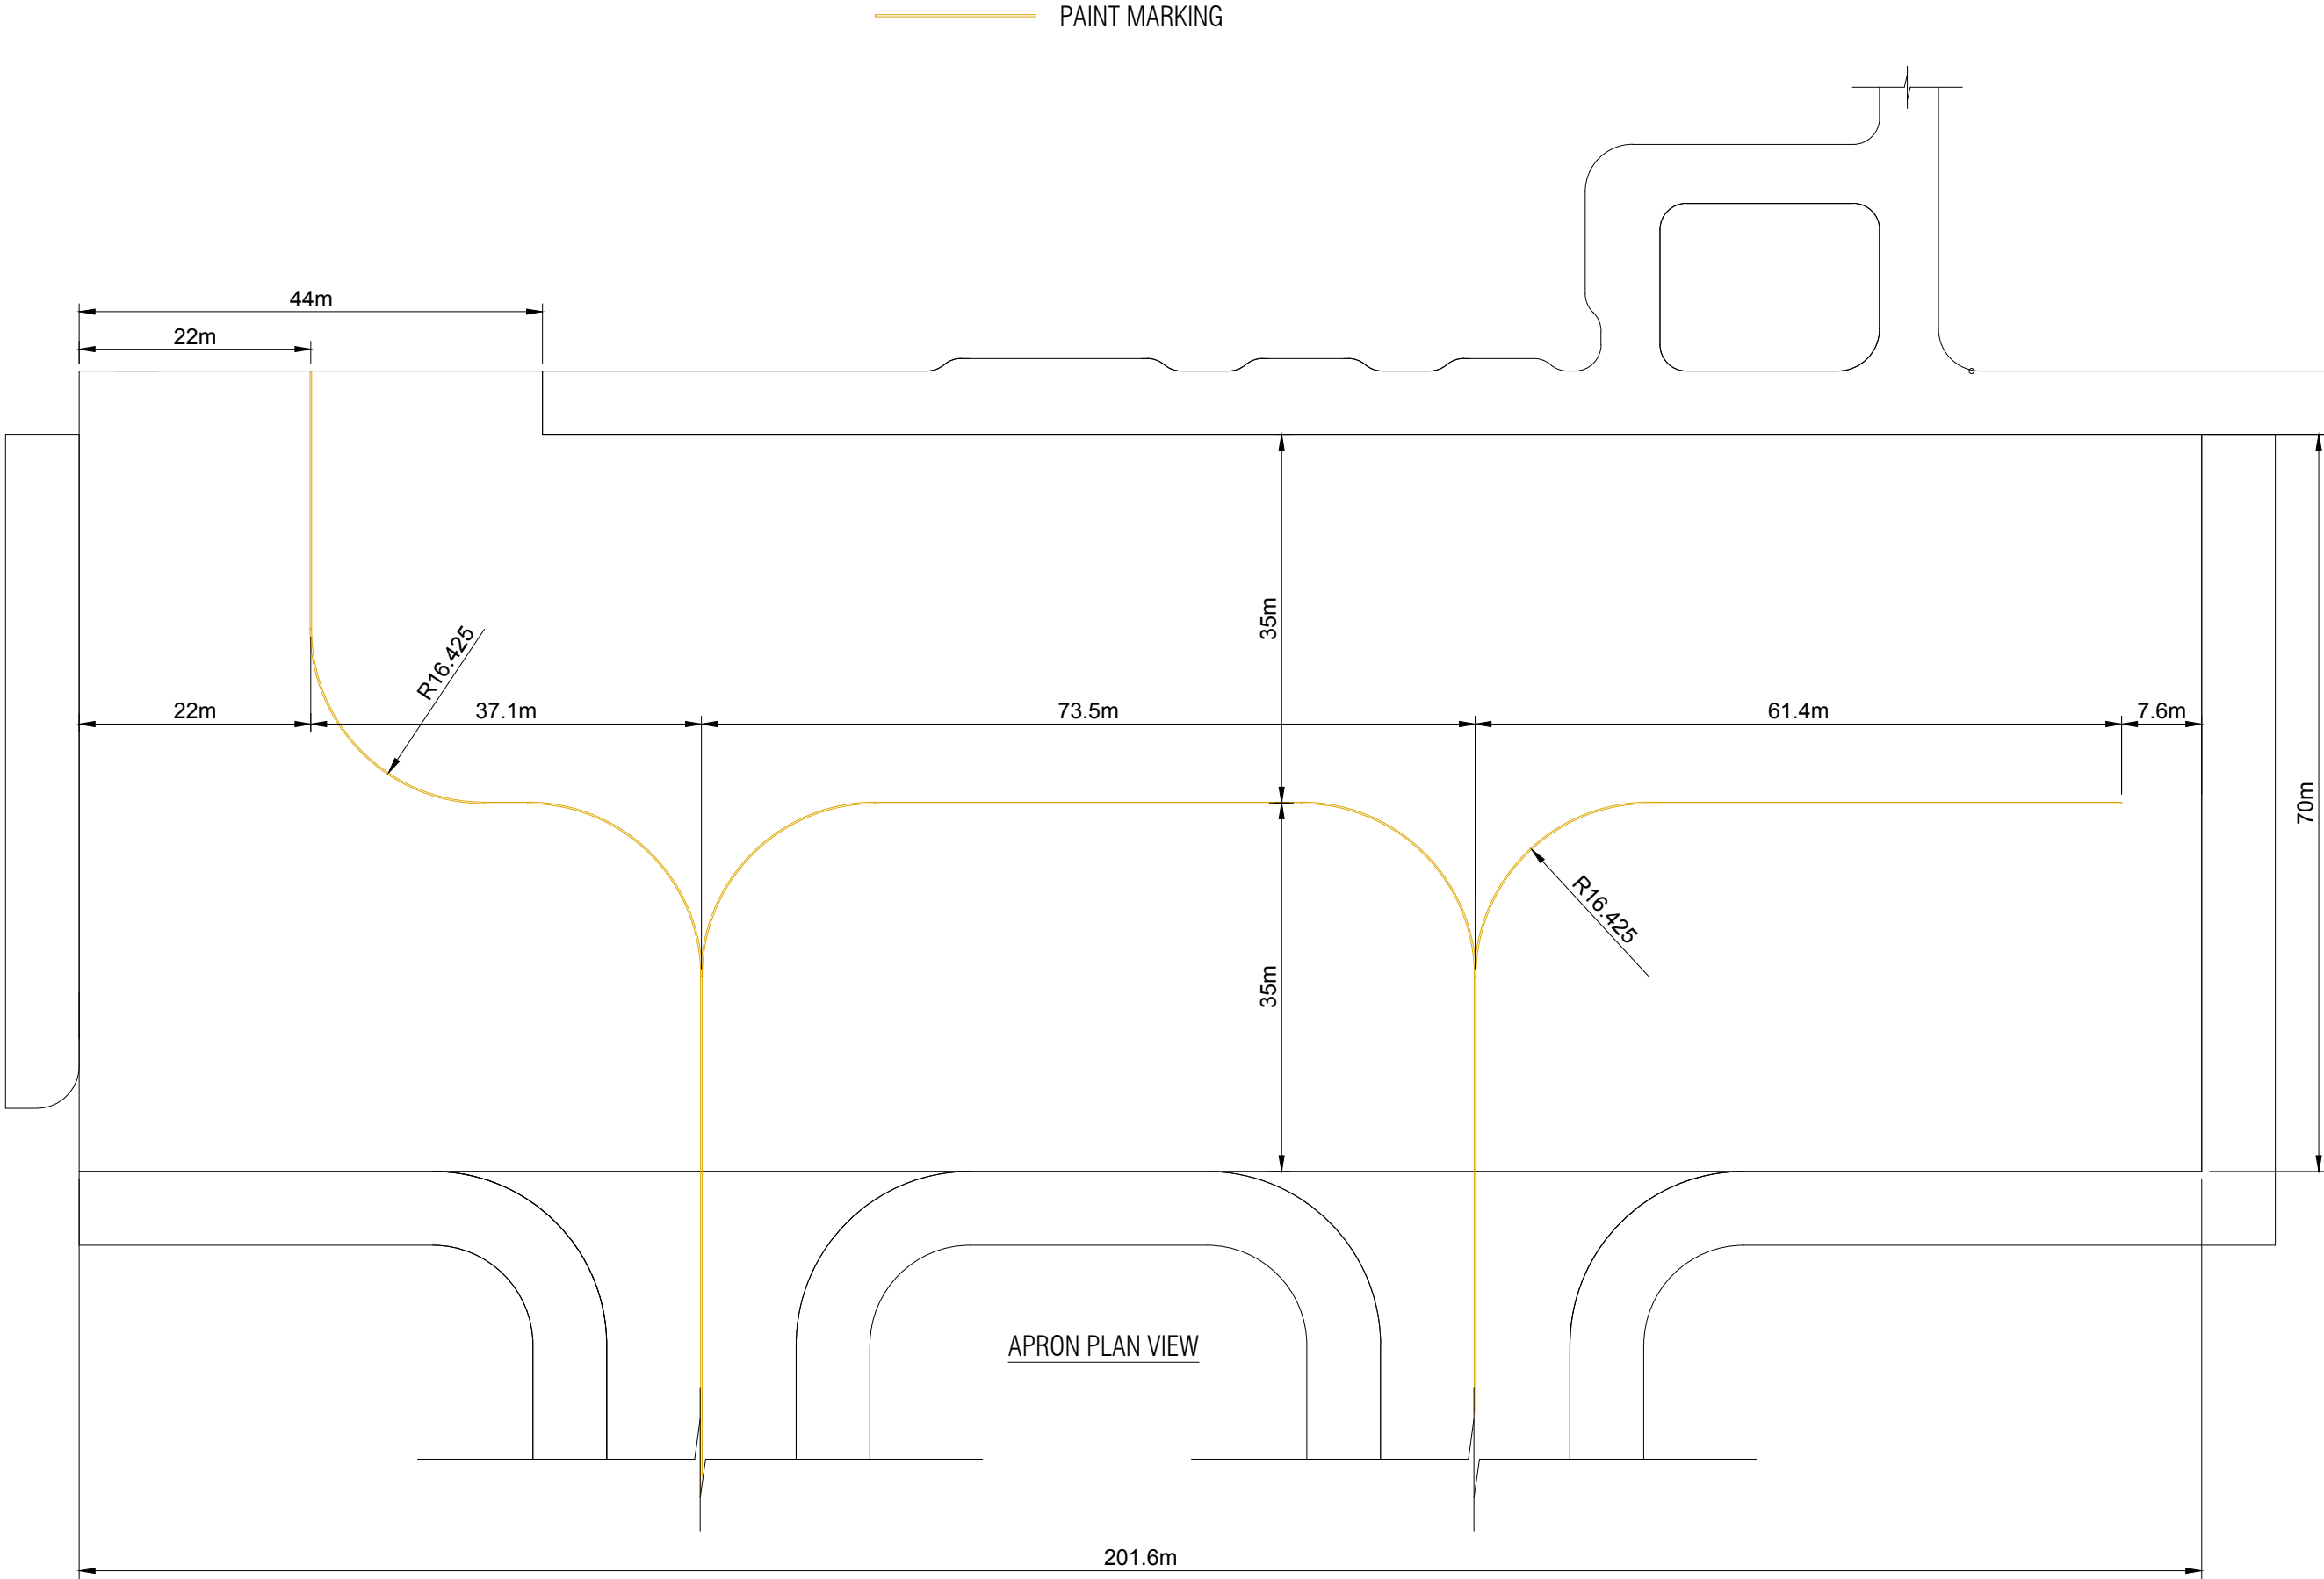 PAINT MARKING
44m
22m
R16.425
35m
22m
37.1m
73.5m
61.4m
7.6m
70m
R16.425
35m
APRON PLAN VIEW
201.6m